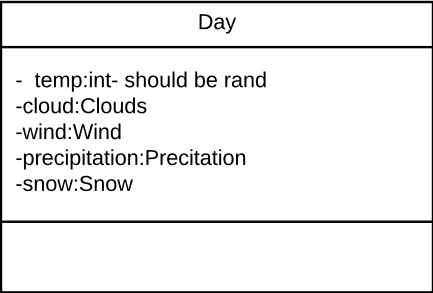 Day
-  temp:int- should be rand
-cloud:Clouds
-wind:Wind
-precipitation:Precitation
-snow:Snow